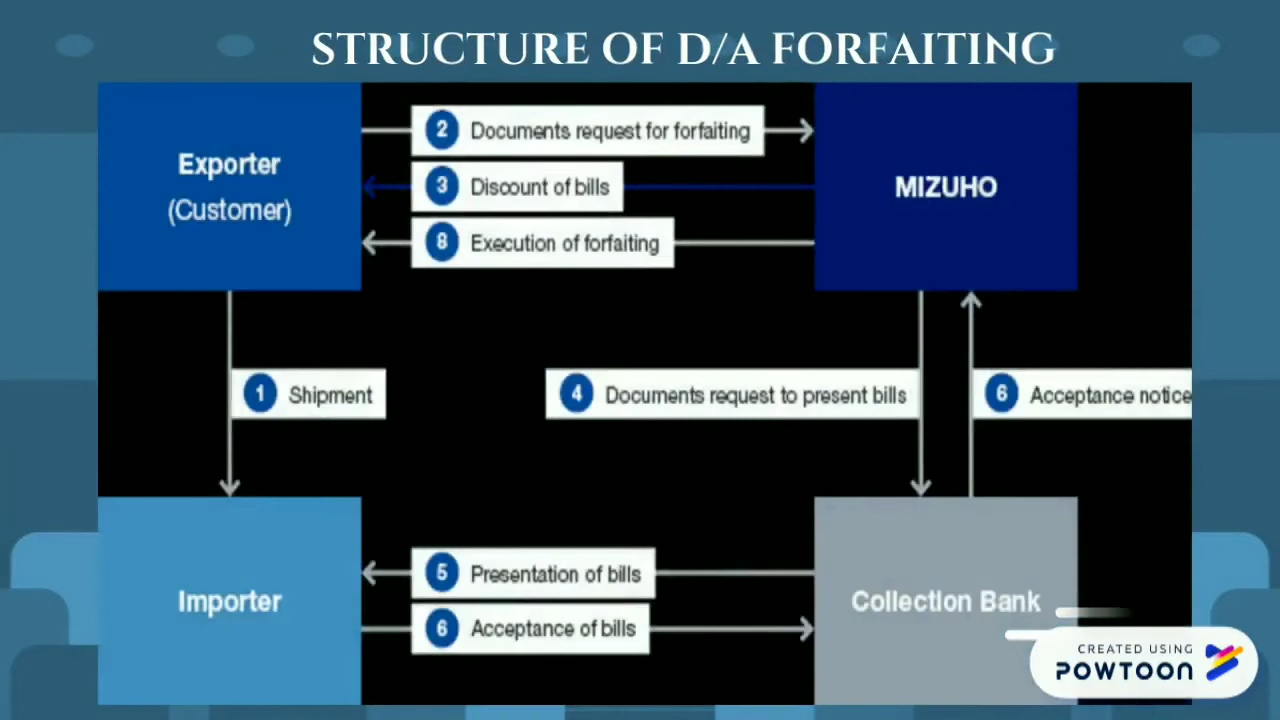 STRUCTURE OF D/A FORFAITING
Exporter
(Customer)
2 Documents request for forfaiting
3 Discount of bills
8 Execution of forfaiting
MIZUHO
1 Shipment
4 Documents request to present bills
6 Acceptance notice
Importer
5 Presentation of bills
6 Acceptance of bills
Collection Bank
CREATED USING
POWTOON